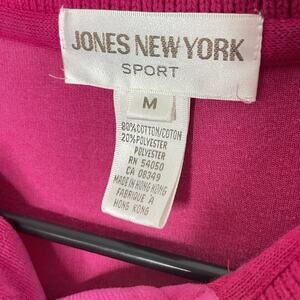 JONES NEW YORK
SPORT
M
80%COTTON/COTON
20%POLYESTER
POLYESTER
RN 54050
CA 08349
MADE IN HONG KONG
FABRIQUE A
HONG KONG